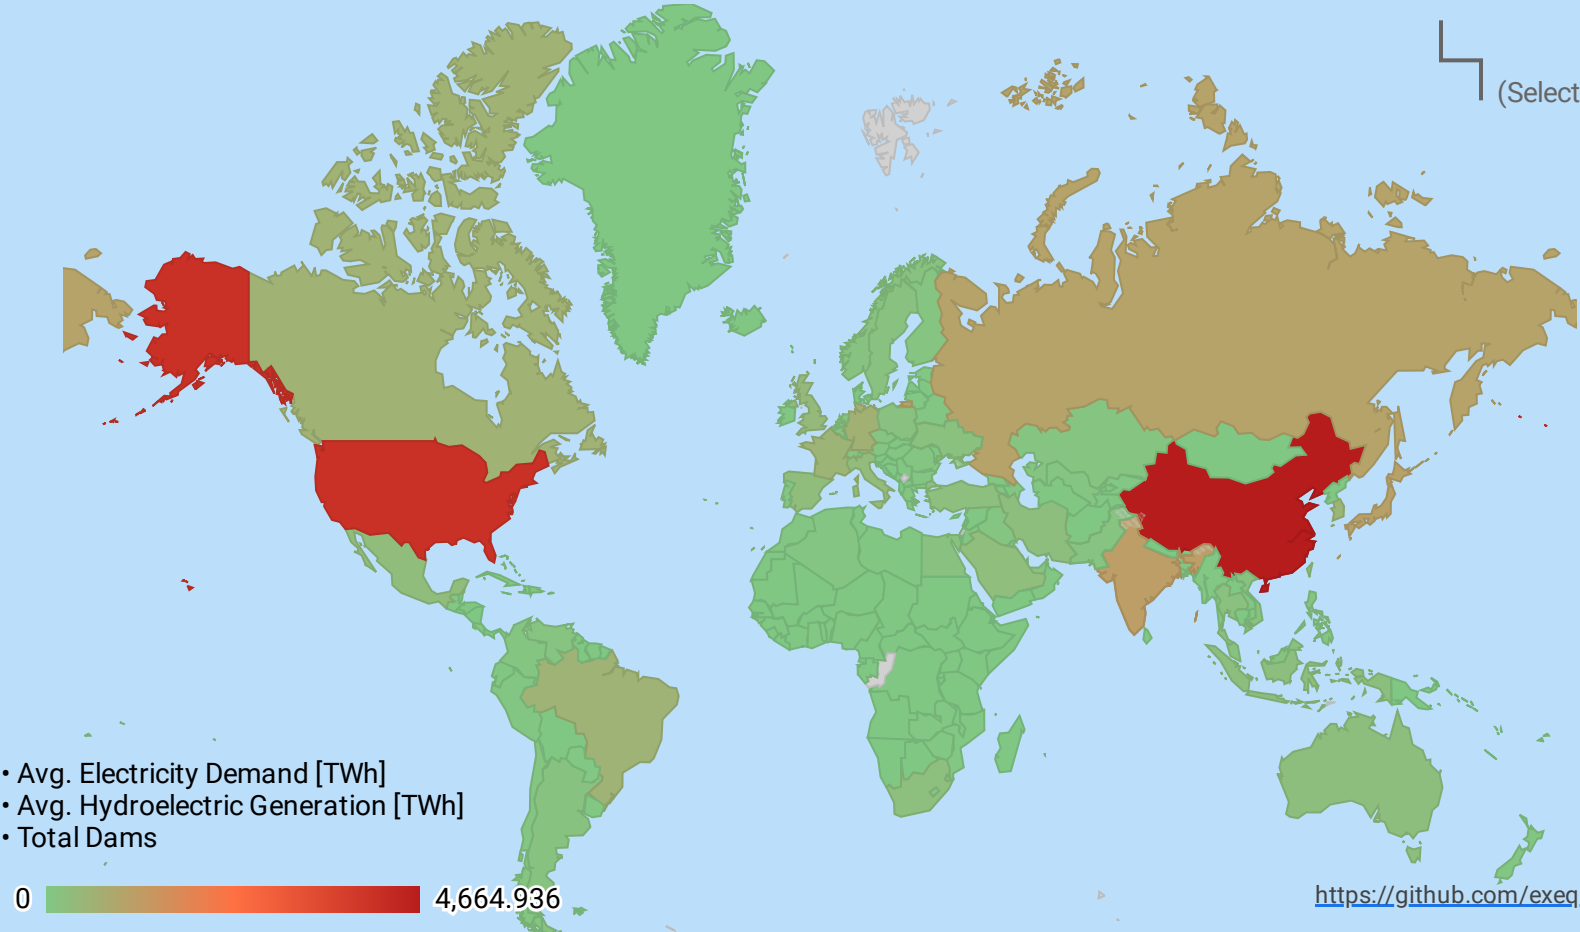 (Select
• Avg. Electricity Demand [TWh]
• Avg. Hydroelectric Generation [TWh]
• Total Dams
0 4,664.936
https://github.com/exeq